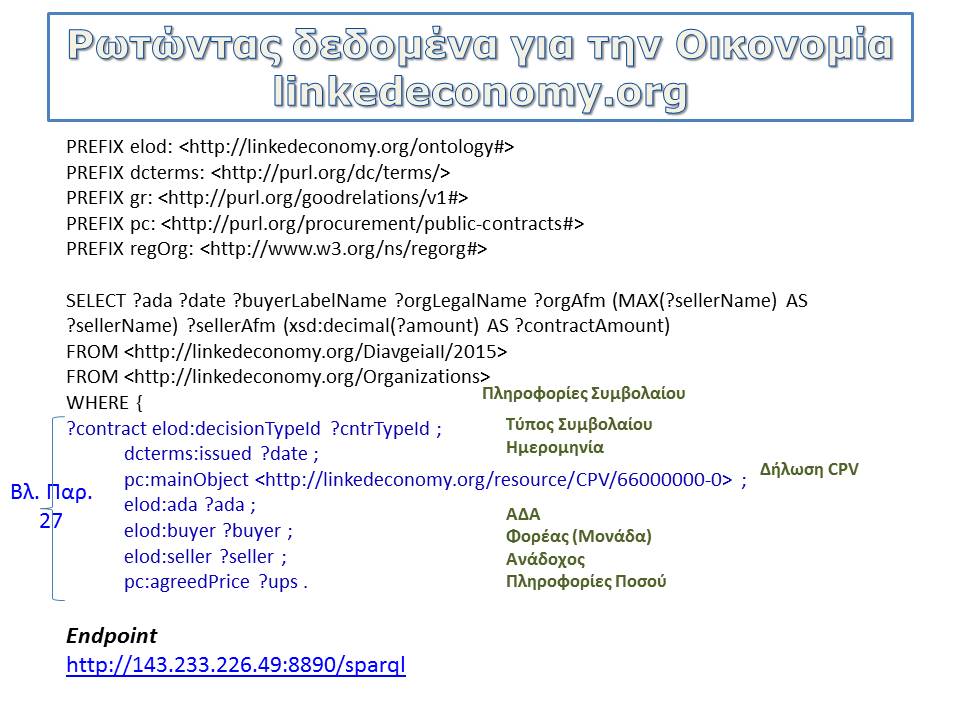 Ρωτώντας δεδομένα για την Οικονομία
linkedeconomy.org
PREFIX elod: <http://linkedeconomy.org/ontology#>
PREFIX dcterms: <http://purl.org/dc/terms/>
PREFIX gr: <http://purl.org/goodrelations/v1#>
PREFIX pc: <http://purl.org/procurement/public-contracts#>
PREFIX regOrg: <http://www.w3.org/ns/regorg#>
SELECT ?ada ?date ?buyerLabelName ?orgLegalName ?orgAfm (MAX(?sellerName) AS
?sellerName) ?sellerAfm (xsd:decimal(?amount) AS ?contractAmount)
FROM <http://linkedeconomy.org/DiavgeiaII/2015>
FROM <http://linkedeconomy.org/Organizations>
Πληροφορίες Συμβολαίου
WHERE {
?contract elod:decisionTypeId ?cntrTypeId ;
Τύπος Συμβολαίου
dcterms:issued ?date ;
Ημερομηνία
pc:mainObject <http://linkedeconomy.org/resource/CPV/66000000-0> ;
Δήλωση CPV
Βλ. Παρ.
27
elod:ada ?ada ;
ΑΔΑ
elod:buyer ?buyer ;
Φορέας (Μονάδα)
elod:seller ?seller ;
Ανάδοχος
pc:agreedPrice ?ups .
Πληροφορίες Ποσού
Endpoint
http://143.233.226.49:8890/sparql